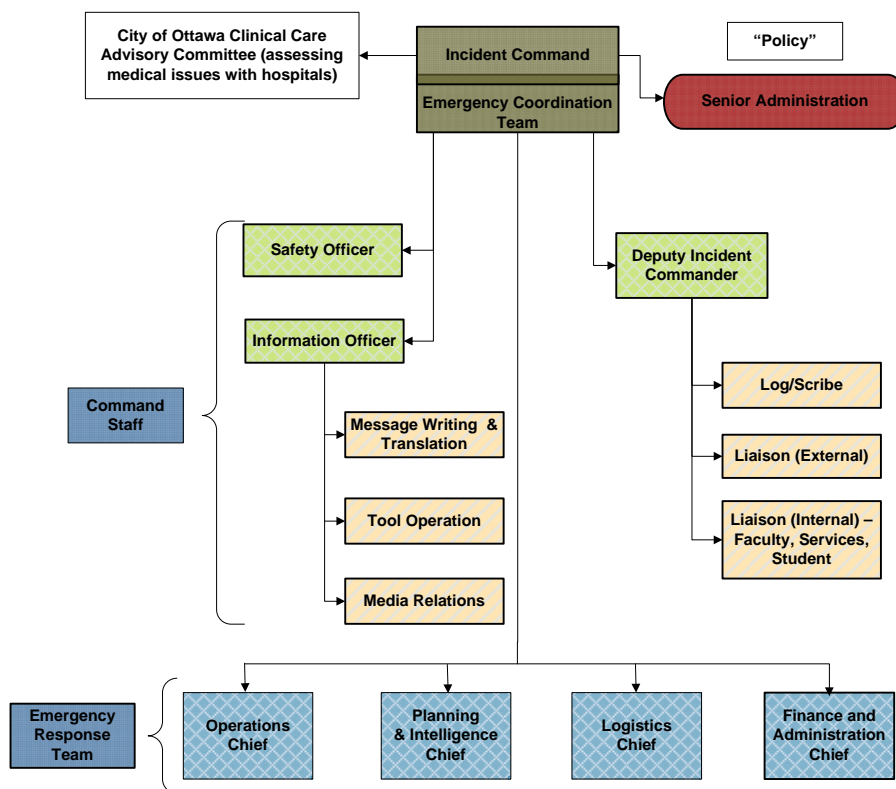 City of Ottawa Clinical Care
Advisory Committee (assessing
medical issues with hospitals)
Incident Command
“Policy”
Emergency Coordination
Team
Senior Administration
Safety Officer
Deputy Incident
Commander
Information Officer
Command
Staff
Message Writing & 
Translation
Tool Operation
Media Relations
Log/Scribe
Liaison (External)
Liaison (Internal) –
Faculty, Services,
Student
Emergency
Response
Team
Operations
Chief
Planning
& Intelligence
Chief
Logistics
Chief
Finance and
Administration
Chief